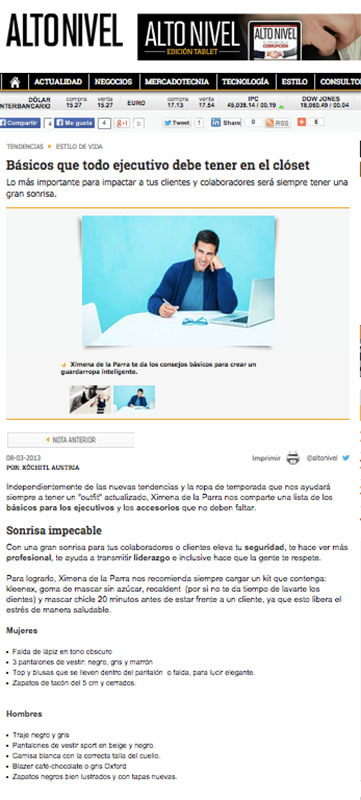 ALTO NIVEL
ALTO NIVEL
EDICIÓN TABLET
ALTO NIVEL
CORRUPCIÓN
ACTUALIDAD NEGOCIOS MERCADOTECNIA TECNOLOGÍA ESTILO CONSULTO
DÓLAR compra venta EURO compra venta IPC DOW JONES
INTERBANCARIO 15.27 15.27 17.13 17.54 45,038.14 / 00.19 18,060.49 / 00.04
Compartir 4 Me gusta 4 g+1 0 Tweet 1 in Share 0 RSS + 6
TENDENCIAS ESTILO DE VIDA
Básicos que todo ejecutivo debe tener en el clóset
Lo más importante para impactar a tus clientes y colaboradores será siempre tener una
gran sonrisa.
Ximena de la Parra te da los consejos básicos para crear un
guardarropa inteligente.
NOTA ANTERIOR
08-03-2013
POR: XÓCHITL AUSTRIA
Imprimir @altonivel
Independientemente de las nuevas tendencias y la ropa de temporada que nos ayudará
siempre a tener un "outfit" actualizado, Ximena de la Parra nos comparte una lista de los
básicos para los ejecutivos y los accesorios que no deben faltar.
Sonrisa impecable
Con una gran sonrisa para tus colaboradores o clientes eleva tu seguridad, te hace ver más
profesional, te ayuda a transmitir liderazgo o inclusive hace que la gente te respete.
Para lograrlo, Ximena de la Parra nos recomienda siempre cargar un kit que contenga:
kleenex, goma de mascar sin azúcar, recaldent (por si no te da tiempo de lavarte los
dientes) y mascar chicle 20 minutos antes de estar frente a un cliente, ya que esto libera el
estrés de manera saludable.
Mujeres
• Falda de lápiz en tono obscuro
• 3 pantalones de vestir: negro, gris y marrón
• Top y blusas que se lleven dentro del pantalón o falda, para lucir elegante.
• Zapatos de tacón del 5 cm y cerrados.
Hombres
• Traje negro y gris
• Pantalones de vestir sport en beige y negro.
• Camisa blanca con la correcta talla del cuello.
• Blazer café-chocolate o gris Oxford
• Zapatos negros bien lustrados y con tapas nuevas.